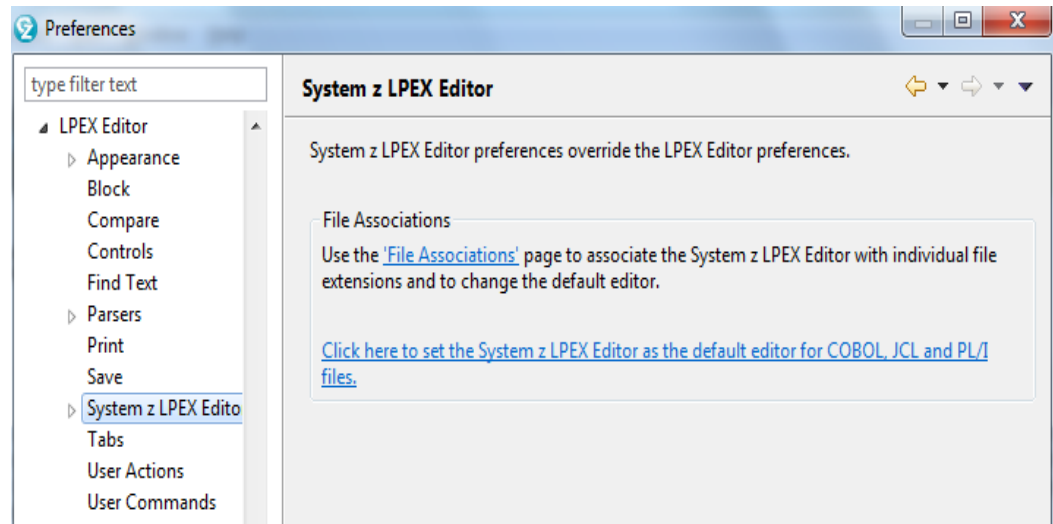 Preferences
type filter text
LPEX Editor
Appearance
Block
Compare
Controls
Find Text
Parsers
Print
Save
System z LPEX Edito
Tabs
User Actions
User Commands
System z LPEX Editor
System z LPEX Editor preferences override the LPEX Editor preferences.
File Associations
Use the 'File Associations' page to associate the System z LPEX Editor with individual file
extensions and to change the default editor.
Click here to set the System z LPEX Editor as the default editor for COBOL, JCL and PL/I
files.